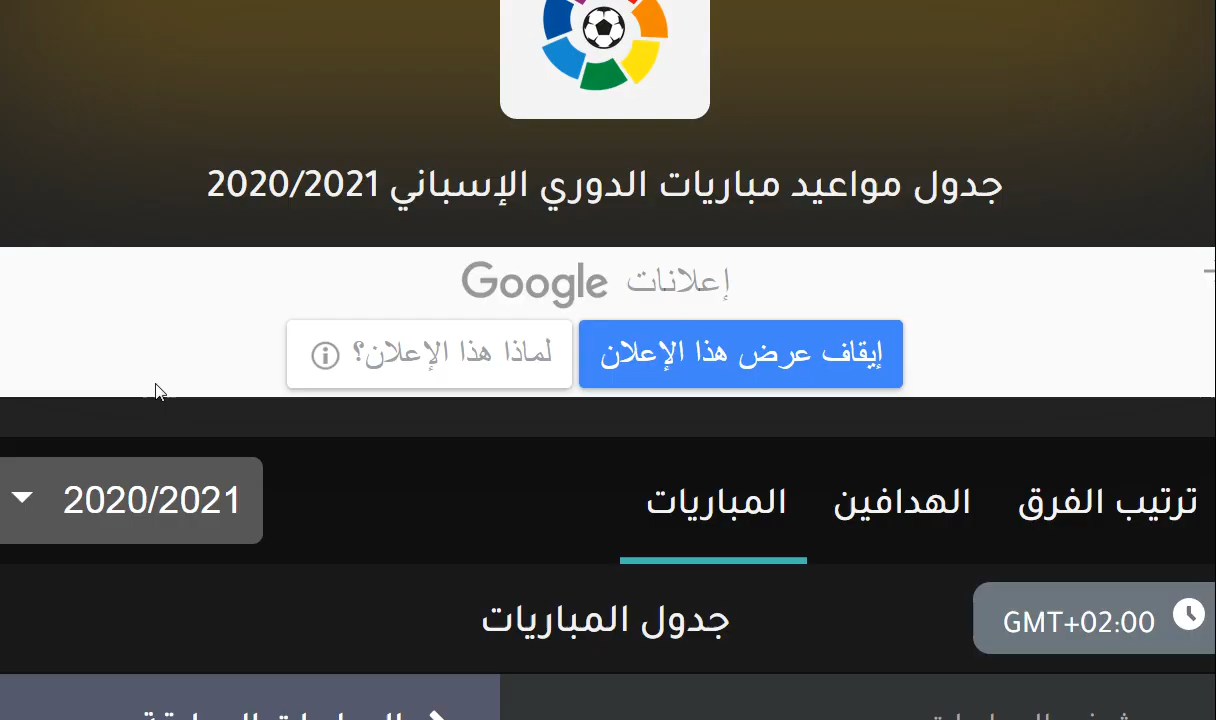 جدول مواعيد مباريات الدوري الإسباني 2020/2021
إعلانات Google
إيقاف عرض هذا الإعلان
لماذا هذا الإعلان؟
ترتيب الفرق
الهدافين
المباريات
2020/2021
GMT+02:00
جدول المباريات